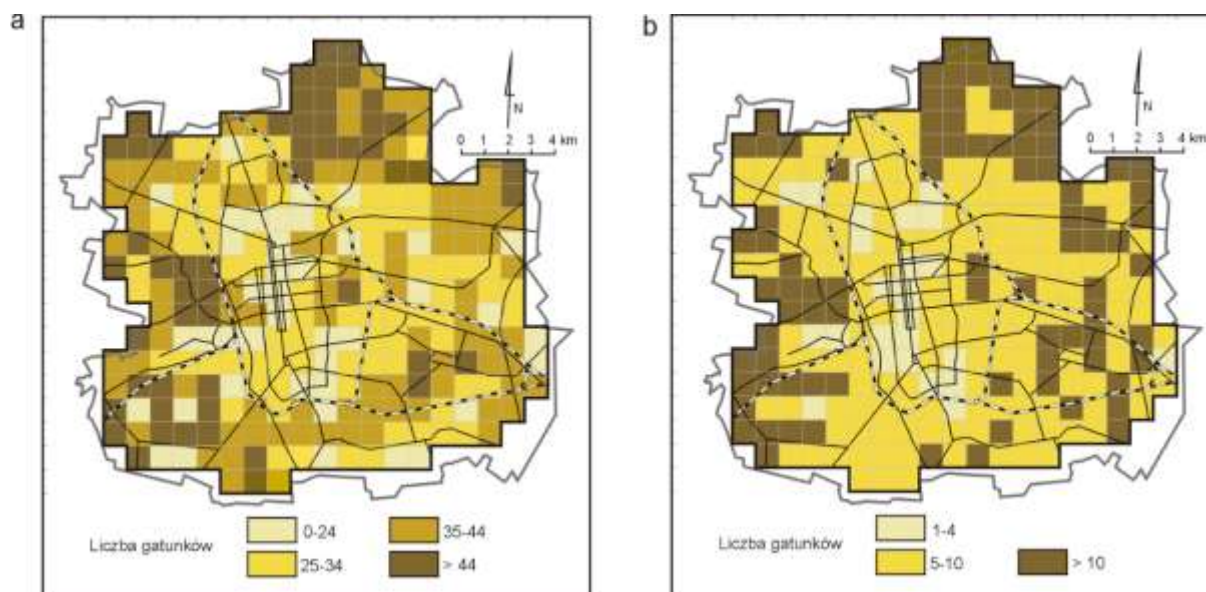 a
N
0 1 2 3 4 km
Liczba gatunków
0-24
25-34
35-44
> 44
b
N
0 1 2 3 4 km
Liczba gatunków
1-4
5-10
> 10